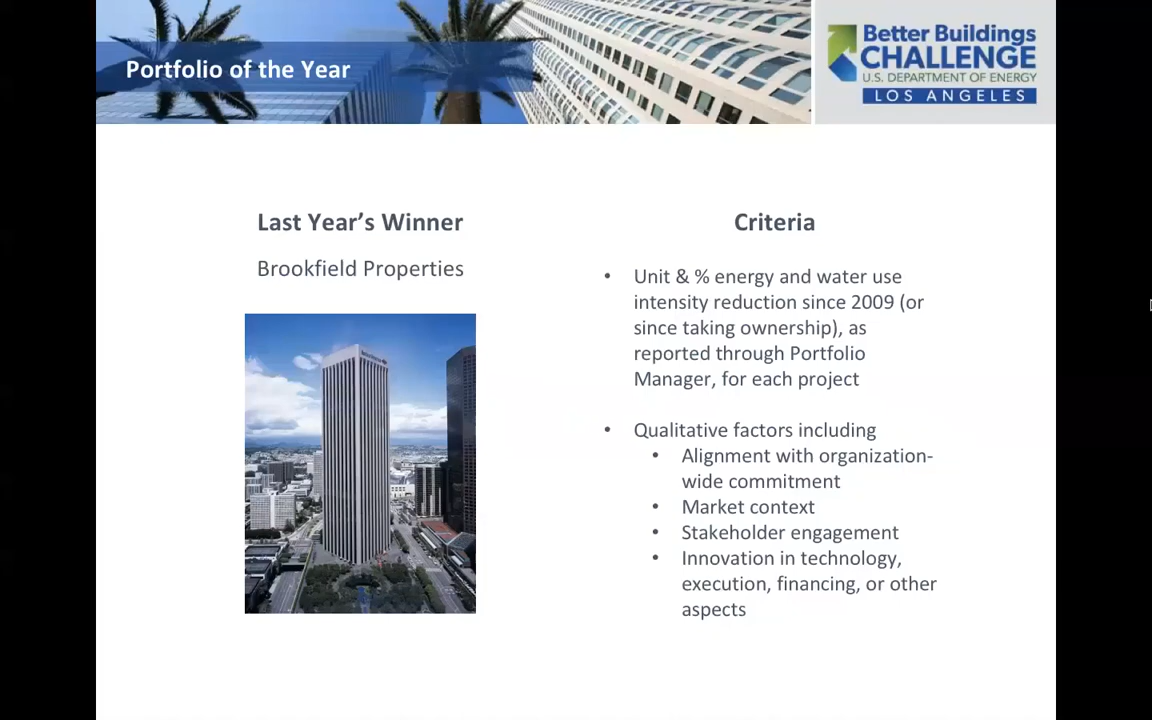 Portfolio of the Year
Better Buildings
CHALLENGE
U.S. DEPARTMENT OF ENERGY
LOS ANGELES
Last Year’s Winner
Brookfield Properties
Criteria
• Unit & % energy and water use
intensity reduction since 2009 (or
since taking ownership), as
reported through Portfolio
Manager, for each project
• Qualitative factors including
• Alignment with organization-
wide commitment
• Market context
• Stakeholder engagement
• Innovation in technology,
execution, financing, or other
aspects